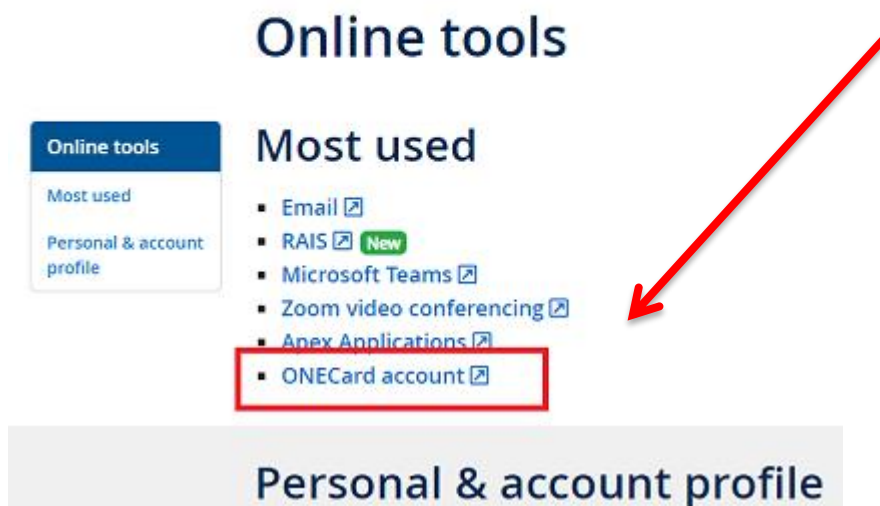 Online tools
Online tools
Most used
Personal & account
profile
Most used
Email
RAIS New
Microsoft Teams
Zoom video conferencing
Apex Applications
ONECard account
Personal & account profile